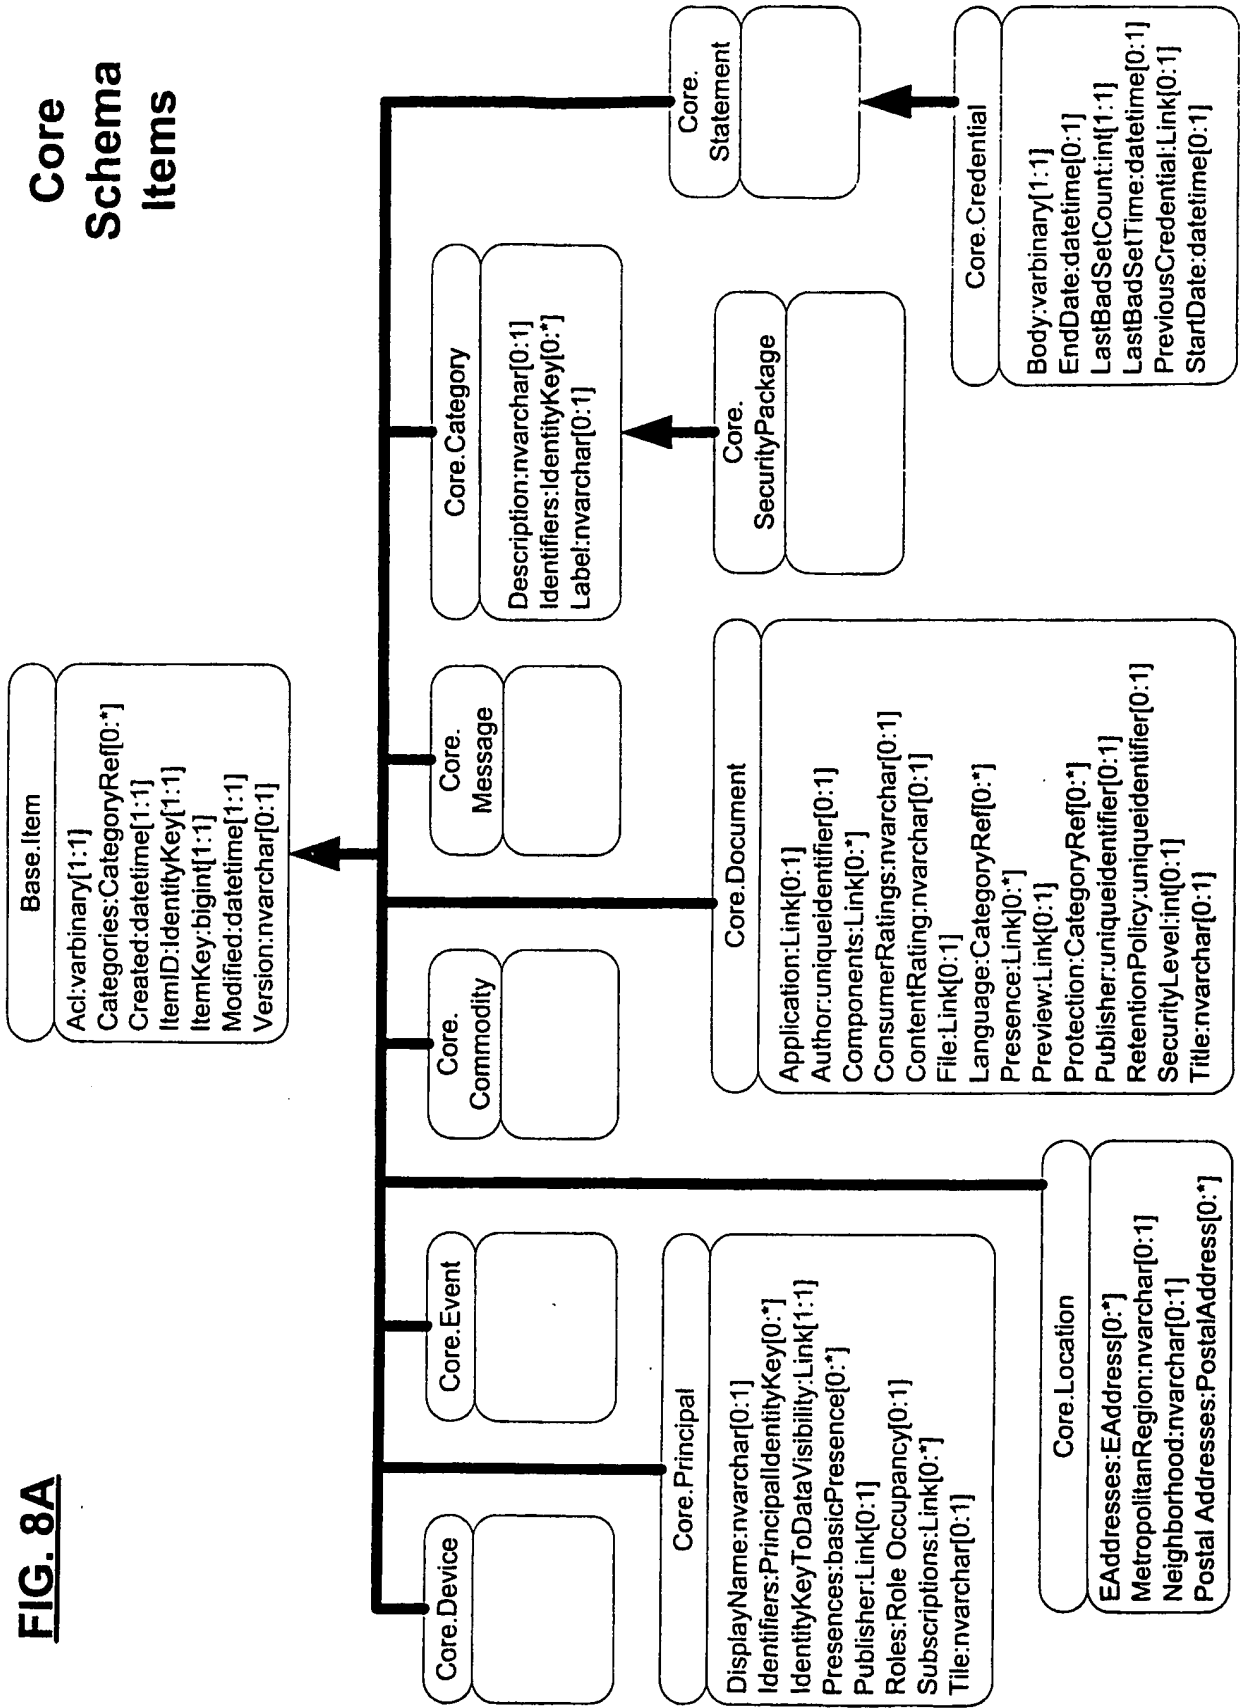 FIG. 8A
Core
Schema
Items
Base.Item
Acl:varbinary[1:1]
Categories:CategoryRef[0:*]
Created:datetime[1:1]
ItemID:IdentityKey[1:1]
ItemKey:bigint[1:1]
Modified:datetime[1:1]
Version:nvarchar[0:1]
Core.Device
Core.Event
Core.
Commodity
Core.
Message
Core.Category
Description:nvarchar[0:1]
Identifiers:IdentityKey[0:*]
Label:nvarchar[0:1]
Core.
Statement
Core.Principal
DisplayName:nvarchar[0:1]
Identifiers:PrincipalIdentityKey[0:*]
IdentityKeyToDataVisibility:Link[1:1]
Presences:basicPresence[0:*]
Publisher:Link[0:1]
Roles:Role Occupancy[0:1]
Subscriptions:Link[0:*]
Tile:nvarchar[0:1]
Core.Document
Application:Link[0:1]
Author:uniqueidentifier[0:1]
Components:Link[0:*]
ConsumerRatings:nvarchar[0:1]
ContentRating:nvarchar[0:1]
File:Link[0:1]
Language:CategoryRef[0:*]
Presence:Link]0:*]
Preview:Link[0:1]
Protection:CategoryRef[0:*]
Publisher:uniqueidentifier[0:1]
RetentionPolicy:uniqueidentifier[0:1]
SecurityLevel:int[0:1]
Title:nvarchar[0:1]
Core.
SecurityPackage
Core.Credential
Body:varbinary[1:1]
EndDate:datetime[0:1]
LastBadSetCount:int[1:1]
LastBadSetTime:datetime[0:1]
PreviousCredential:Link[0:1]
StartDate:datetime[0:1]
Core.Location
EAddresses:EAddress[0:*]
MetropolitanRegion:nvarchar[0:1]
Neighborhood:nvarchar[0:1]
Postal Addresses:PostalAddress[0:*]